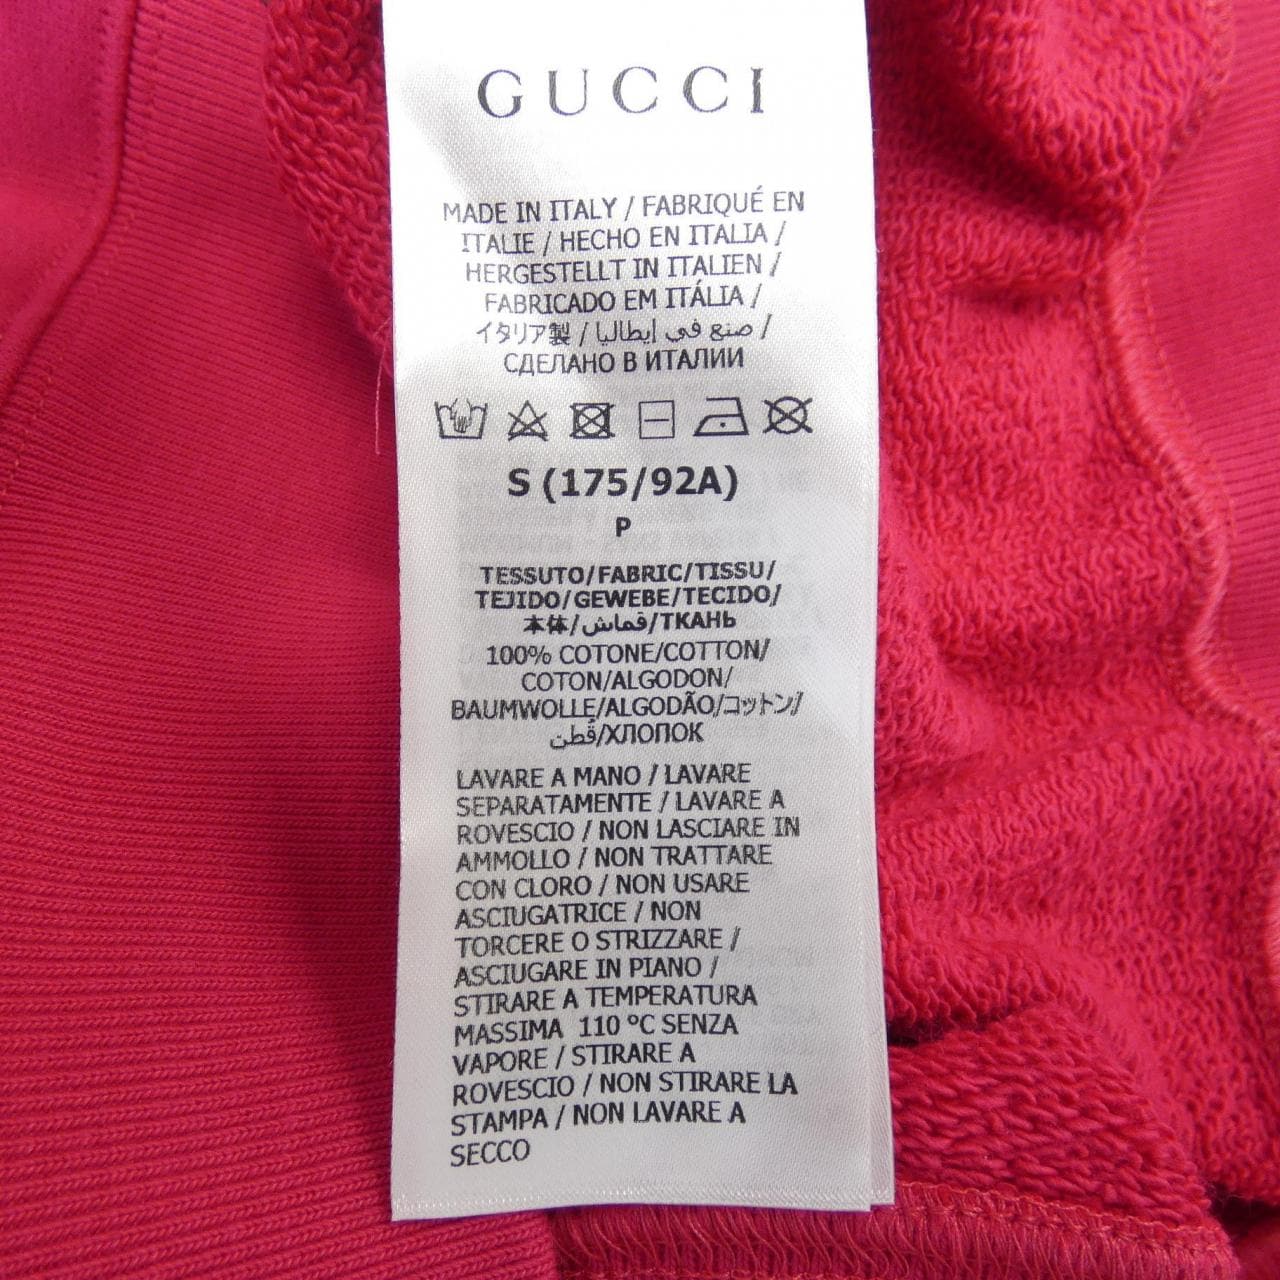 GUCCI
MADE IN ITALY / FABRIQUÉ EN
ITALIE / HECHO EN ITALIA /
HERGESTELLT IN ITALIEN /
FABRICADO EM ITÁLIA /
イタリア製 / صنع في إيطاليا /
СДЕЛАНО В ИТАЛИИ
S (175/92A)
P
TESSUTO/FABRIC/TISSU/
TEJIDO/GEWEBE/TECIDO/
本体/قماش/ТКАНЬ
100% COTONE/COTTON/
COTON/ALGODON/
BAUMWOLLE/ALGODÃO/コットン/
قُطن/ХЛОПОК
LAVARE A MANO / LAVARE
SEPARATAMENTE / LAVARE A
ROVESCIO / NON LASCIARE IN
AMMOLLO / NON TRATTARE
CON CLORO / NON USARE
ASCIUGATRICE / NON
TORCERE O STRIZZARE /
ASCIUGARE IN PIANO /
STIRARE A TEMPERATURA
MASSIMA 110 °C SENZA
VAPORE / STIRARE A
ROVESCIO / NON STIRARE LA
STAMPA / NON LAVARE A
SECCO